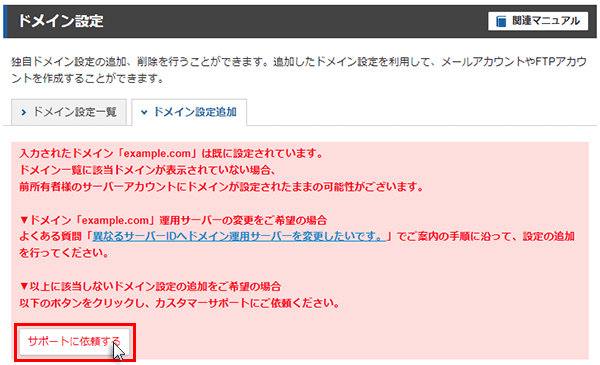 ドメイン設定
関連マニュアル
独自ドメイン設定の追加、削除を行うことができます。追加したドメイン設定を利用して、メールアカウントやFTPアカウ
ントを作成することができます。
ドメイン設定一覧
ドメイン設定追加
入力されたドメイン「example.com」は既に設定されています。
ドメイン一覧に該当ドメインが表示されていない場合、
前所有者様のサーバーアカウントにドメインが設定されたままの可能性がございます。
▼ドメイン「example.com」運用サーバーの変更をご希望の場合
よくある質問「異なるサーバーIDへドメイン運用サーバーを変更したいです。」でご案内の手順に沿って、設定の追加
を行ってください。
▼以上に該当しないドメイン設定の追加をご希望の場合
以下のボタンをクリックし、カスタマーサポートにご依頼ください。
サポートに依頼する